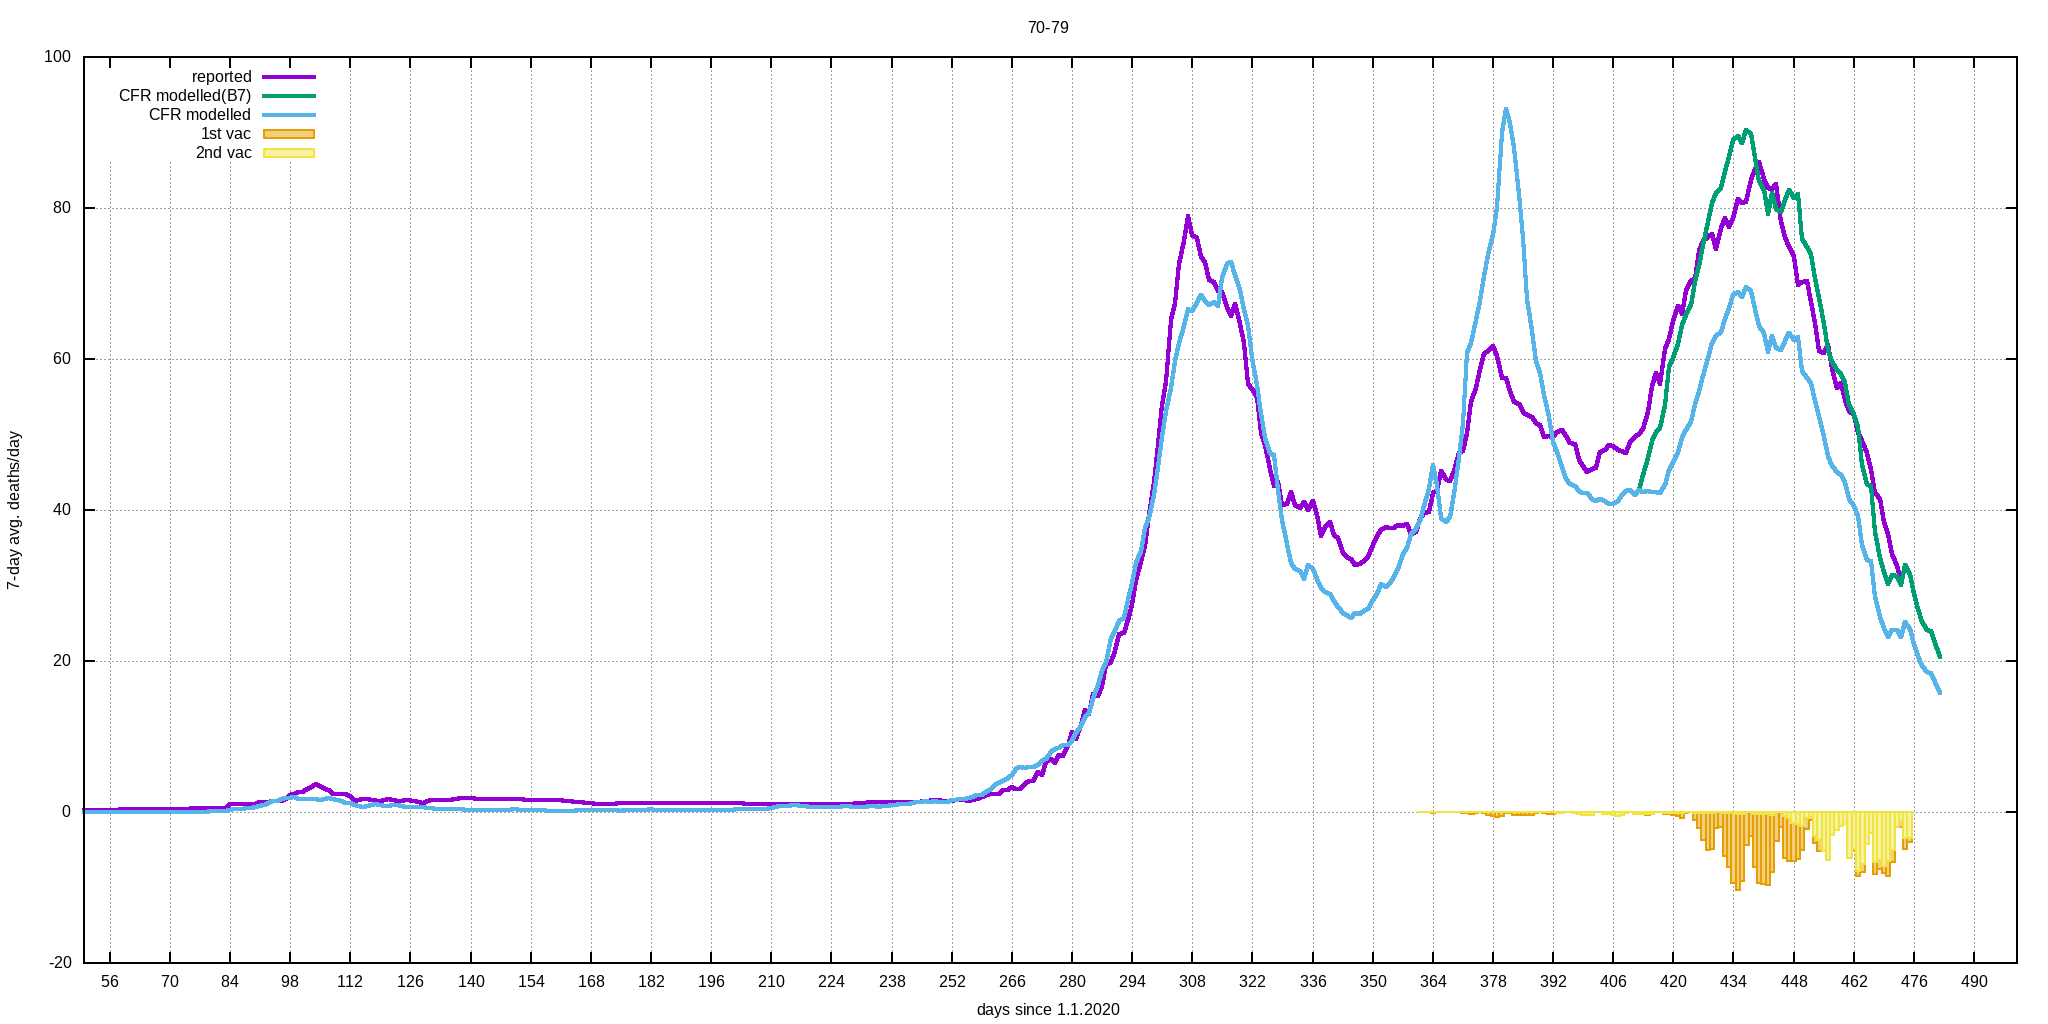 70-79
100
80
60
40
20
0
-20
7-day avg. deaths/day
reported
CFR modelled(B7)
CFR modelled
1st vac
2nd vac
56 70 84 98 112 126 140 154 168 182 196 210 224 238 252 266 280 294 308 322 336 350 364 378 392 406 420 434 448 462 476 490
days since 1.1.2020